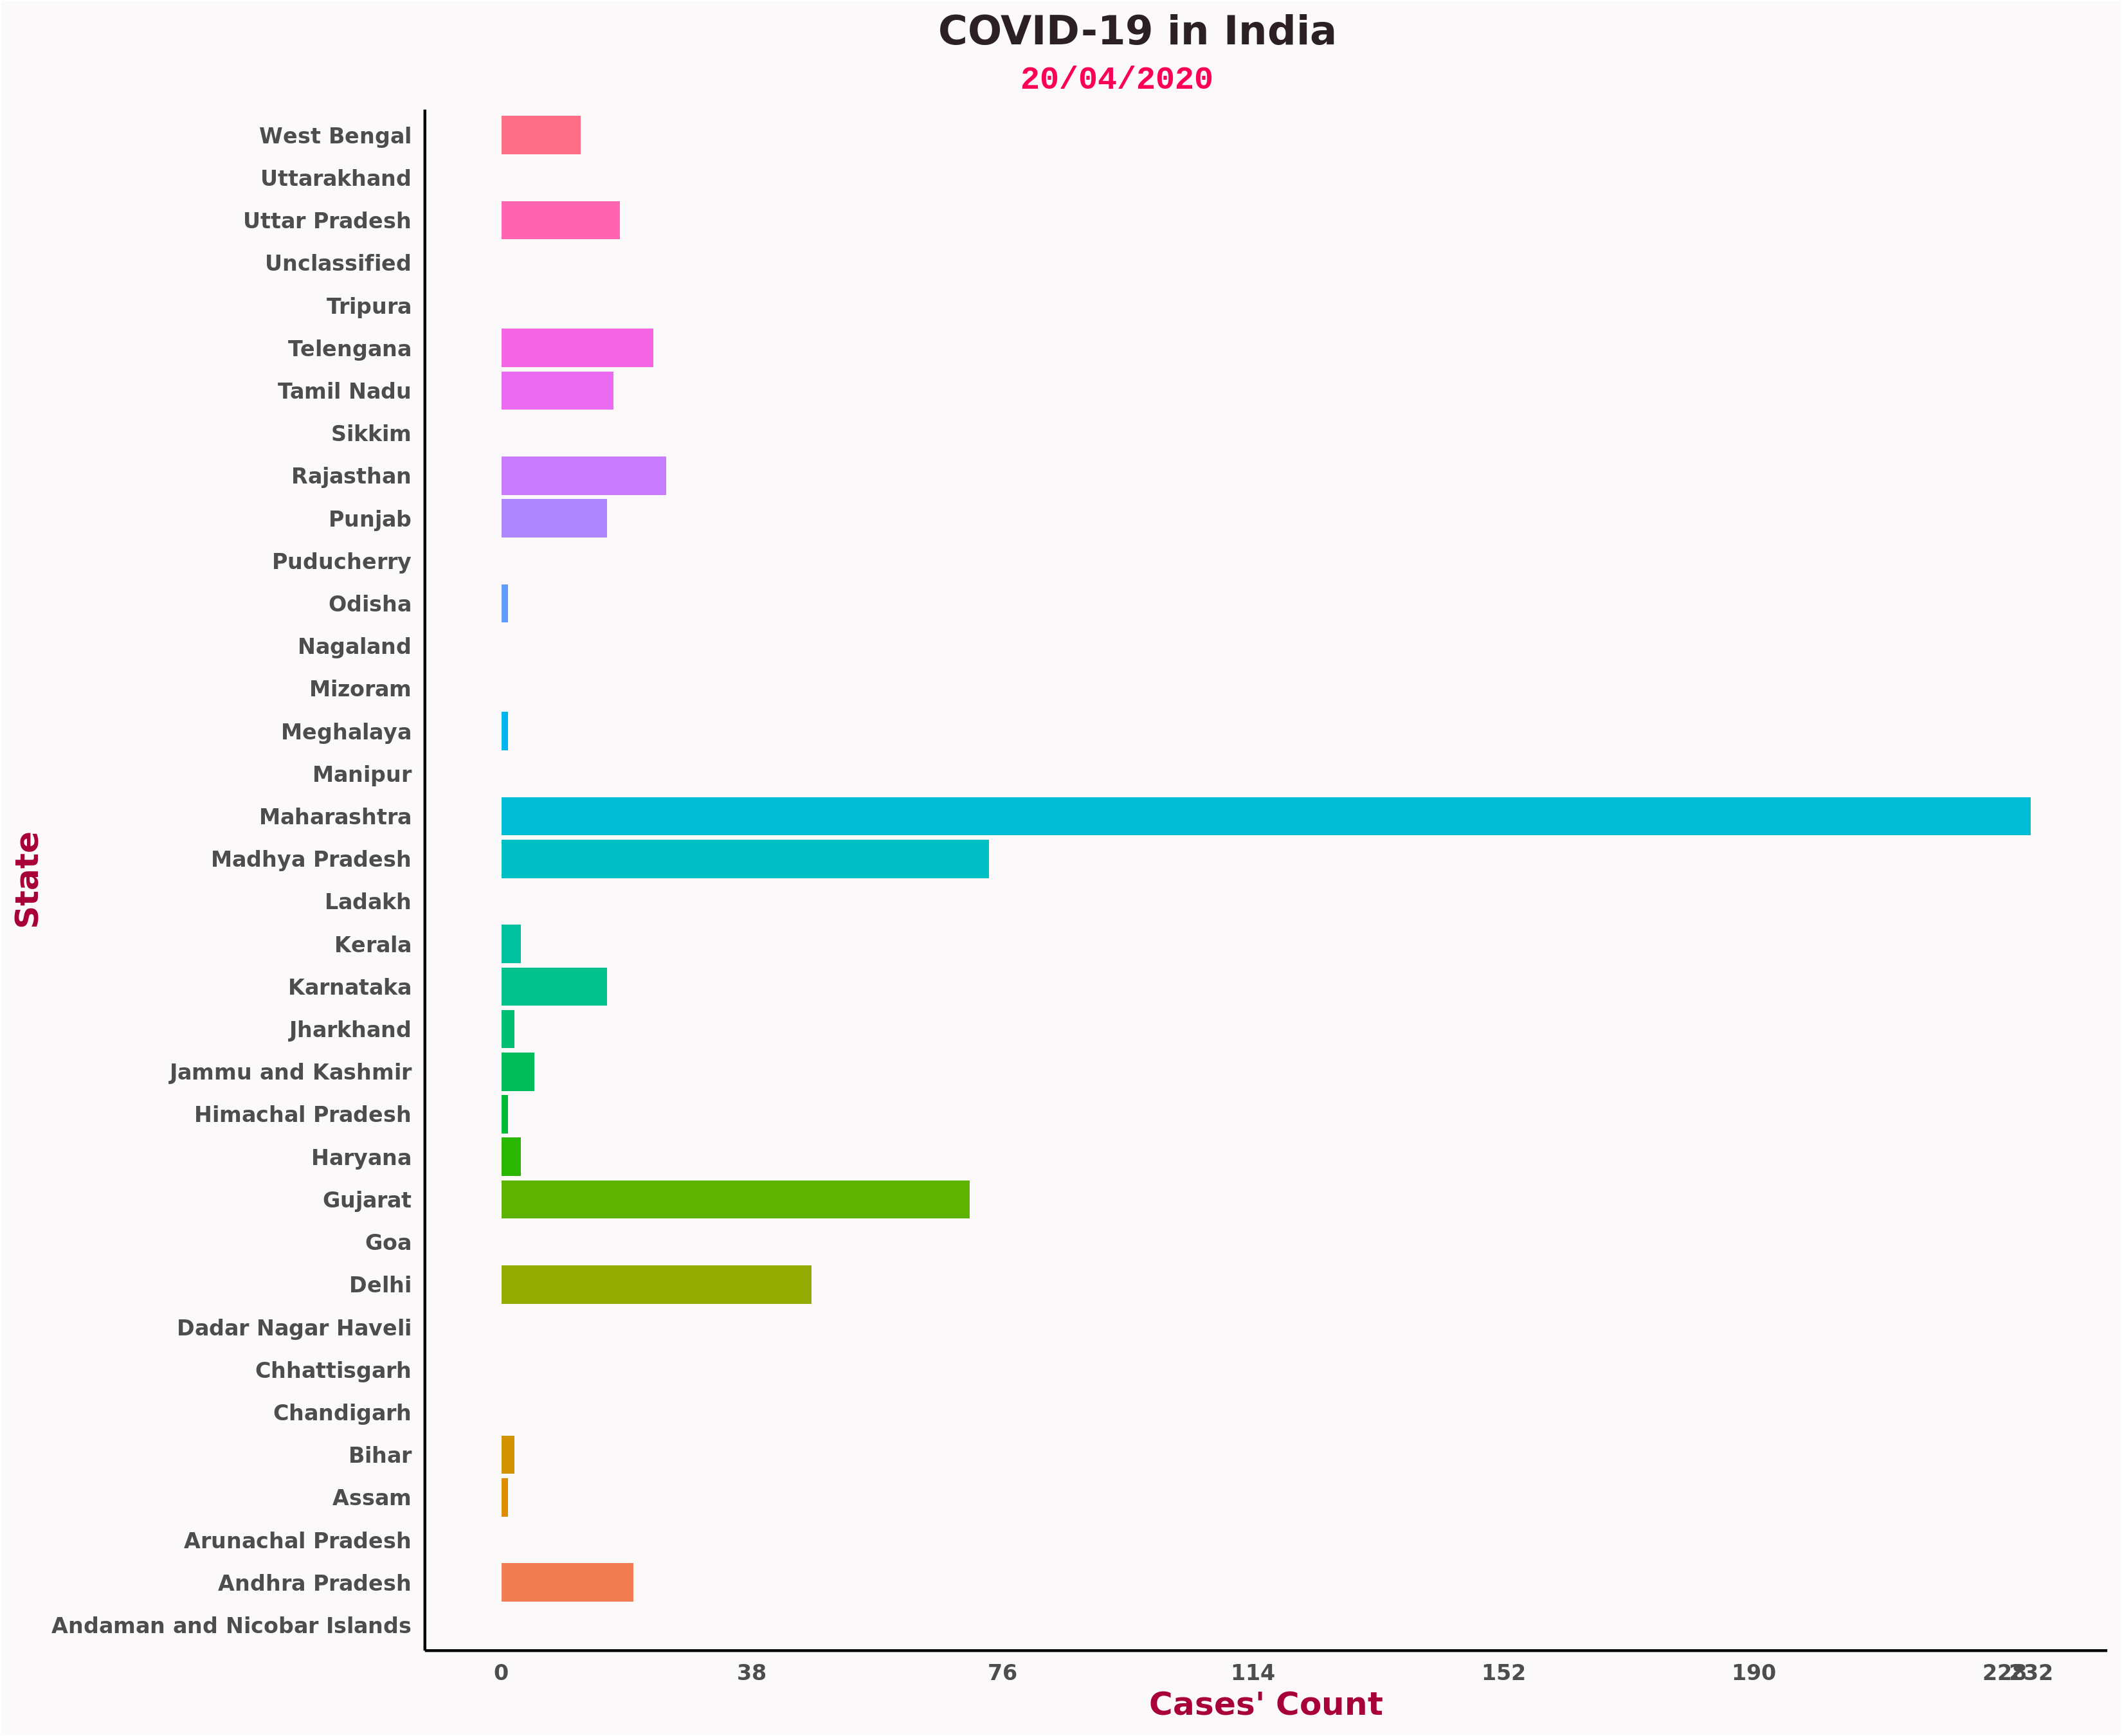 COVID-19 in India
20/04/2020
West Bengal
Uttarakhand
Uttar Pradesh
Unclassified
Tripura
Telengana
Tamil Nadu
Sikkim
Rajasthan
Punjab
Puducherry
Odisha
Nagaland
Mizoram
Meghalaya
Manipur
Maharashtra
Madhya Pradesh
Ladakh
Kerala
Karnataka
Jharkhand
Jammu and Kashmir
Himachal Pradesh
Haryana
Gujarat
Goa
Delhi
Dadar Nagar Haveli
Chhattisgarh
Chandigarh
Bihar
Assam
Arunachal Pradesh
Andhra Pradesh
Andaman and Nicobar Islands
State
0 38 76 114 152 190 228 232
Cases' Count